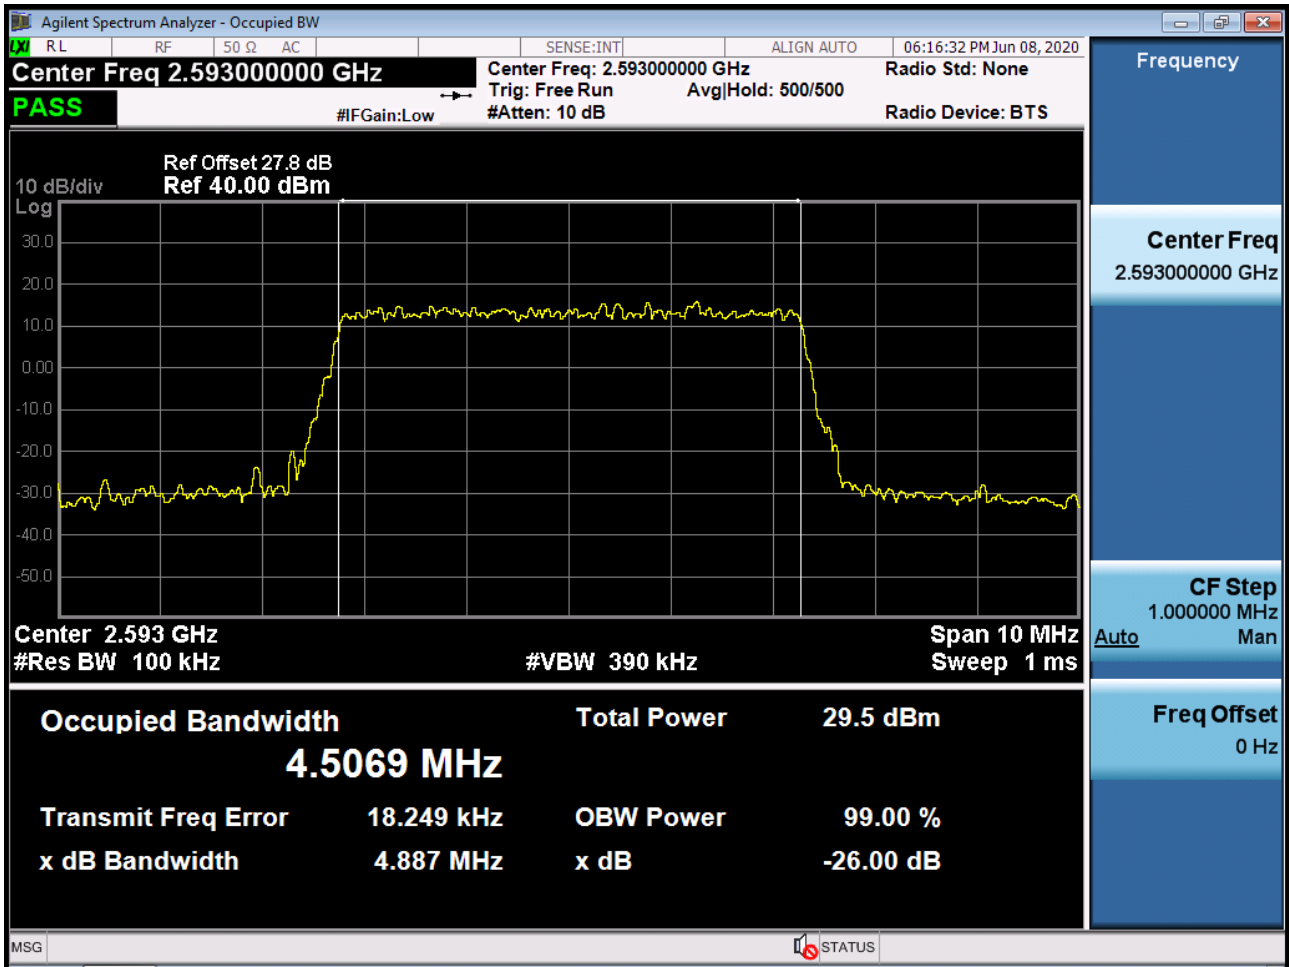 Agilent Spectrum Analyzer - Occupied BW
LXI RL RF 50 Ω AC SENSE:INT ALIGN AUTO 06:16:32 PM Jun 08, 2020
Center Freq 2.593000000 GHz
PASS
#IFGain:Low
Center Freq: 2.593000000 GHz
Trig: Free Run Avg|Hold: 500/500
#Atten: 10 dB
Radio Std: None
Radio Device: BTS
Ref Offset 27.8 dB
10 dB/div Ref 40.00 dBm
Log
30.0
20.0
10.0
0.00
-10.0
-20.0
-30.0
-40.0
-50.0
Center 2.593 GHz Span 10 MHz
#Res BW 100 kHz #VBW 390 kHz Sweep 1 ms
Occupied Bandwidth Total Power 29.5 dBm
4.5069 MHz
Transmit Freq Error 18.249 kHz OBW Power 99.00 %
x dB Bandwidth 4.887 MHz x dB -26.00 dB
Frequency
Center Freq
2.593000000 GHz
CF Step
1.000000 MHz
Auto Man
Freq Offset
0 Hz
MSG STATUS